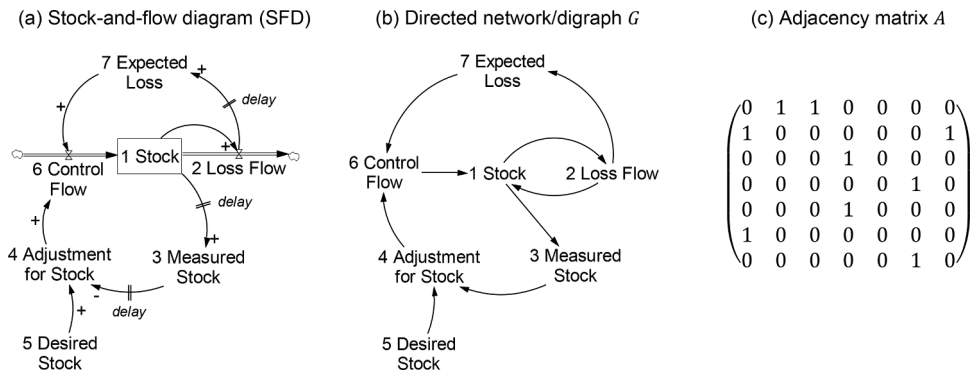 (a) Stock-and-flow diagram (SFD)
7 Expected
Loss
+
+
delay
1 Stock
+
6 Control
Flow
2 Loss Flow
delay
+
+
4 Adjustment
for Stock
3 Measured
Stock
-
delay
+
5 Desired
Stock
(b) Directed network/digraph G
7 Expected
Loss
6 Control
Flow
1 Stock
2 Loss Flow
4 Adjustment
for Stock
3 Measured
Stock
5 Desired
Stock
(c) Adjacency matrix A
0 1 1 0 0 0 0
1 0 0 0 0 0 1
0 0 0 1 0 0 0
0 0 0 0 0 1 0
0 0 0 1 0 0 0
1 0 0 0 0 0 0
0 0 0 0 0 1 0